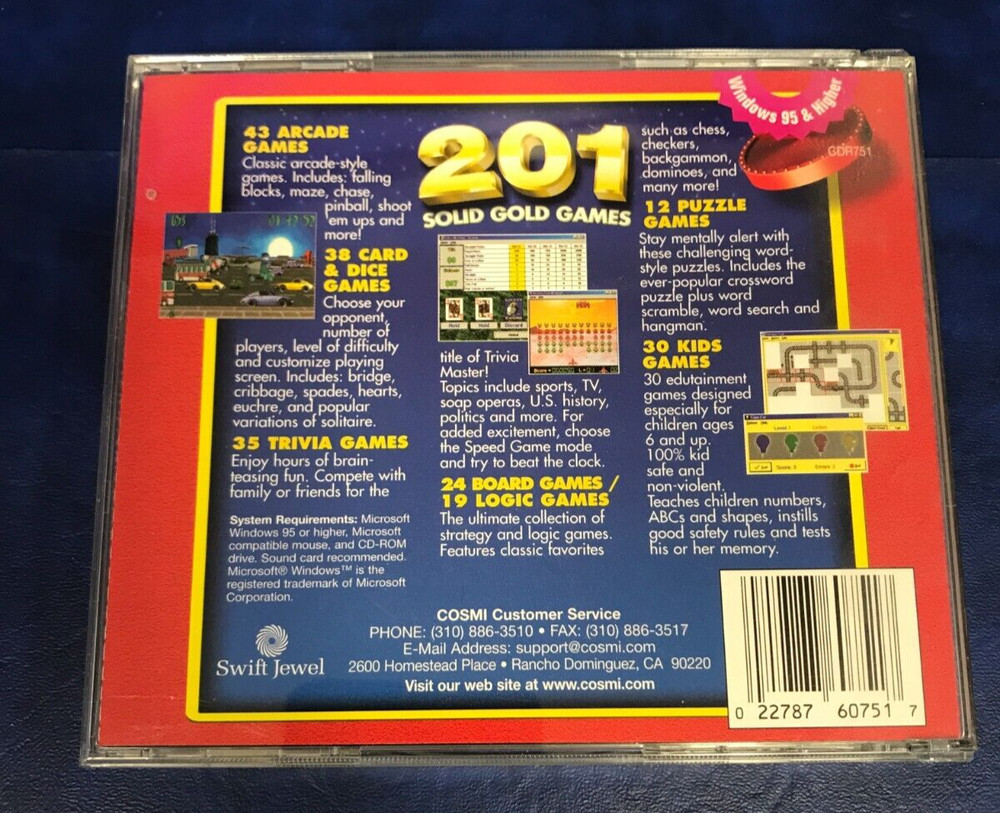 43 ARCADE
GAMES
Classic arcade-style
games. Includes: falling
blocks, maze, chase,
pinball, shoot
'em ups and
more!
38 CARD
& DICE
GAMES
Choose your
opponent,
number of
players, level of difficulty
and customize playing
screen. Includes: bridge,
cribbage, spades, hearts,
euchre, and popular
variations of solitaire.
35 TRIVIA GAMES
Enjoy hours of brain-
teasing fun. Compete with
family or friends for the
System Requirements: Microsoft
Windows 95 or higher, Microsoft
compatible mouse, and CD-ROM
drive. Sound card recommended.
Microsoft® Windows™ is the
registered trademark of Microsoft
Corporation.
Swift Jewel
201
SOLID GOLD GAMES
Hold
Hold
Discard
title of Trivia
Master!
Topics include sports, TV,
soap operas, U.S. history,
politics and more. For
added excitement, choose
the Speed Game mode
and try to beat the clock.
24 BOARD GAMES /
19 LOGIC GAMES
The ultimate collection of
strategy and logic games.
Features classic favorites
such as chess,
checkers,
backgammon,
dominoes, and
many more!
12 PUZZLE
GAMES
Stay mentally alert with
these challenging word-
style puzzles. Includes the
ever-popular crossword
puzzle plus word
scramble, word search and
hangman.
30 KIDS
GAMES
30 edutainment
games designed
especially for
children ages
6 and up.
100% kid
safe and
non-violent.
Teaches children numbers,
ABCs and shapes, instills
good safety rules and tests
his or her memory.
Windows 95 & Higher
GDR751
COSMI Customer Service
PHONE: (310) 886-3510 • FAX: (310) 886-3517
E-Mail Address: support@cosmi.com
2600 Homestead Place • Rancho Dominguez, CA 90220
Visit our web site at www.cosmi.com
0 22787 60751 7